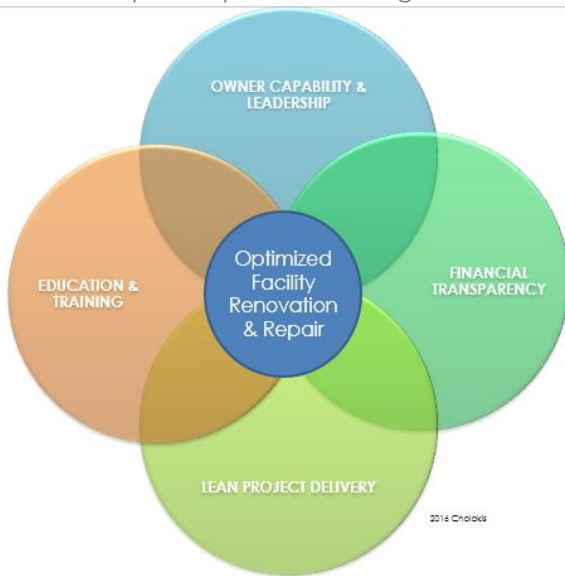 OWNER CAPABILITY &
LEADERSHIP
EDUCATION &
TRAINING
Optimized
Facility
Renovation
& Repair
FINANCIAL
TRANSPARENCY
LEAN PROJECT DELIVERY
2016 Cholakis